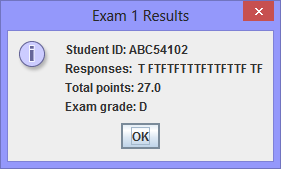 Exam 1 Results
Student ID: ABC54102
Responses: T FTFTFTTTFTTFTTF TF
Total points: 27.0
Exam grade: D
OK